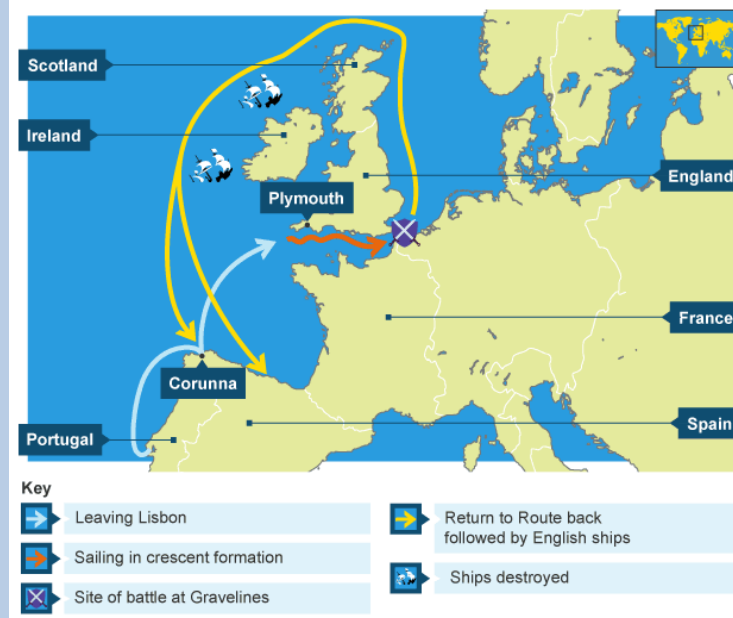 Scotland
Ireland
England
Plymouth
France
Corunna
Spain
Portugal
Key
Leaving Lisbon
Return to Route back
followed by English ships
Sailing in crescent formation
Ships destroyed
Site of battle at Gravelines